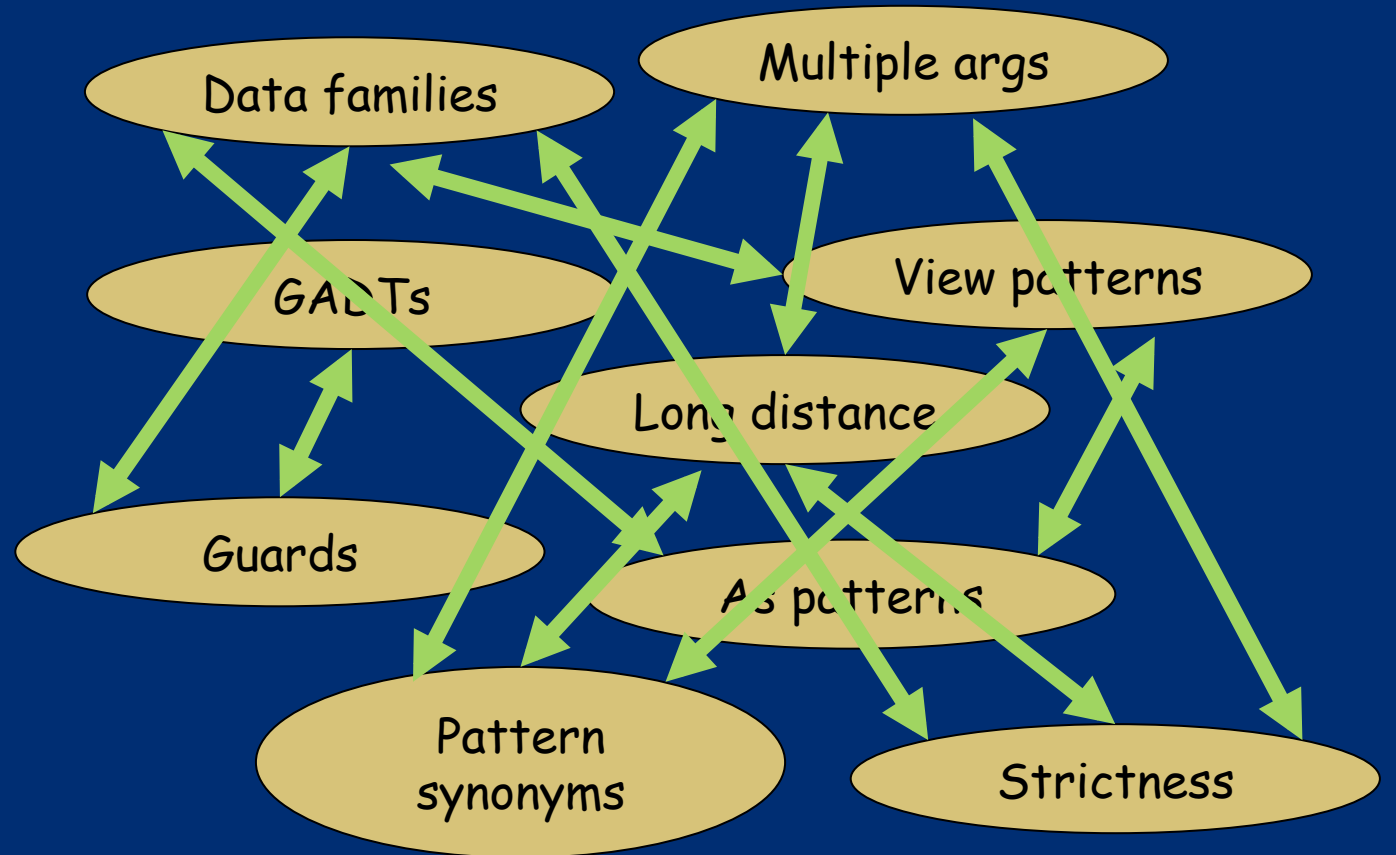 Data families
Multiple args
GADTs
View patterns
Long distance
Guards
As patterns
Pattern
synonyms
Strictness